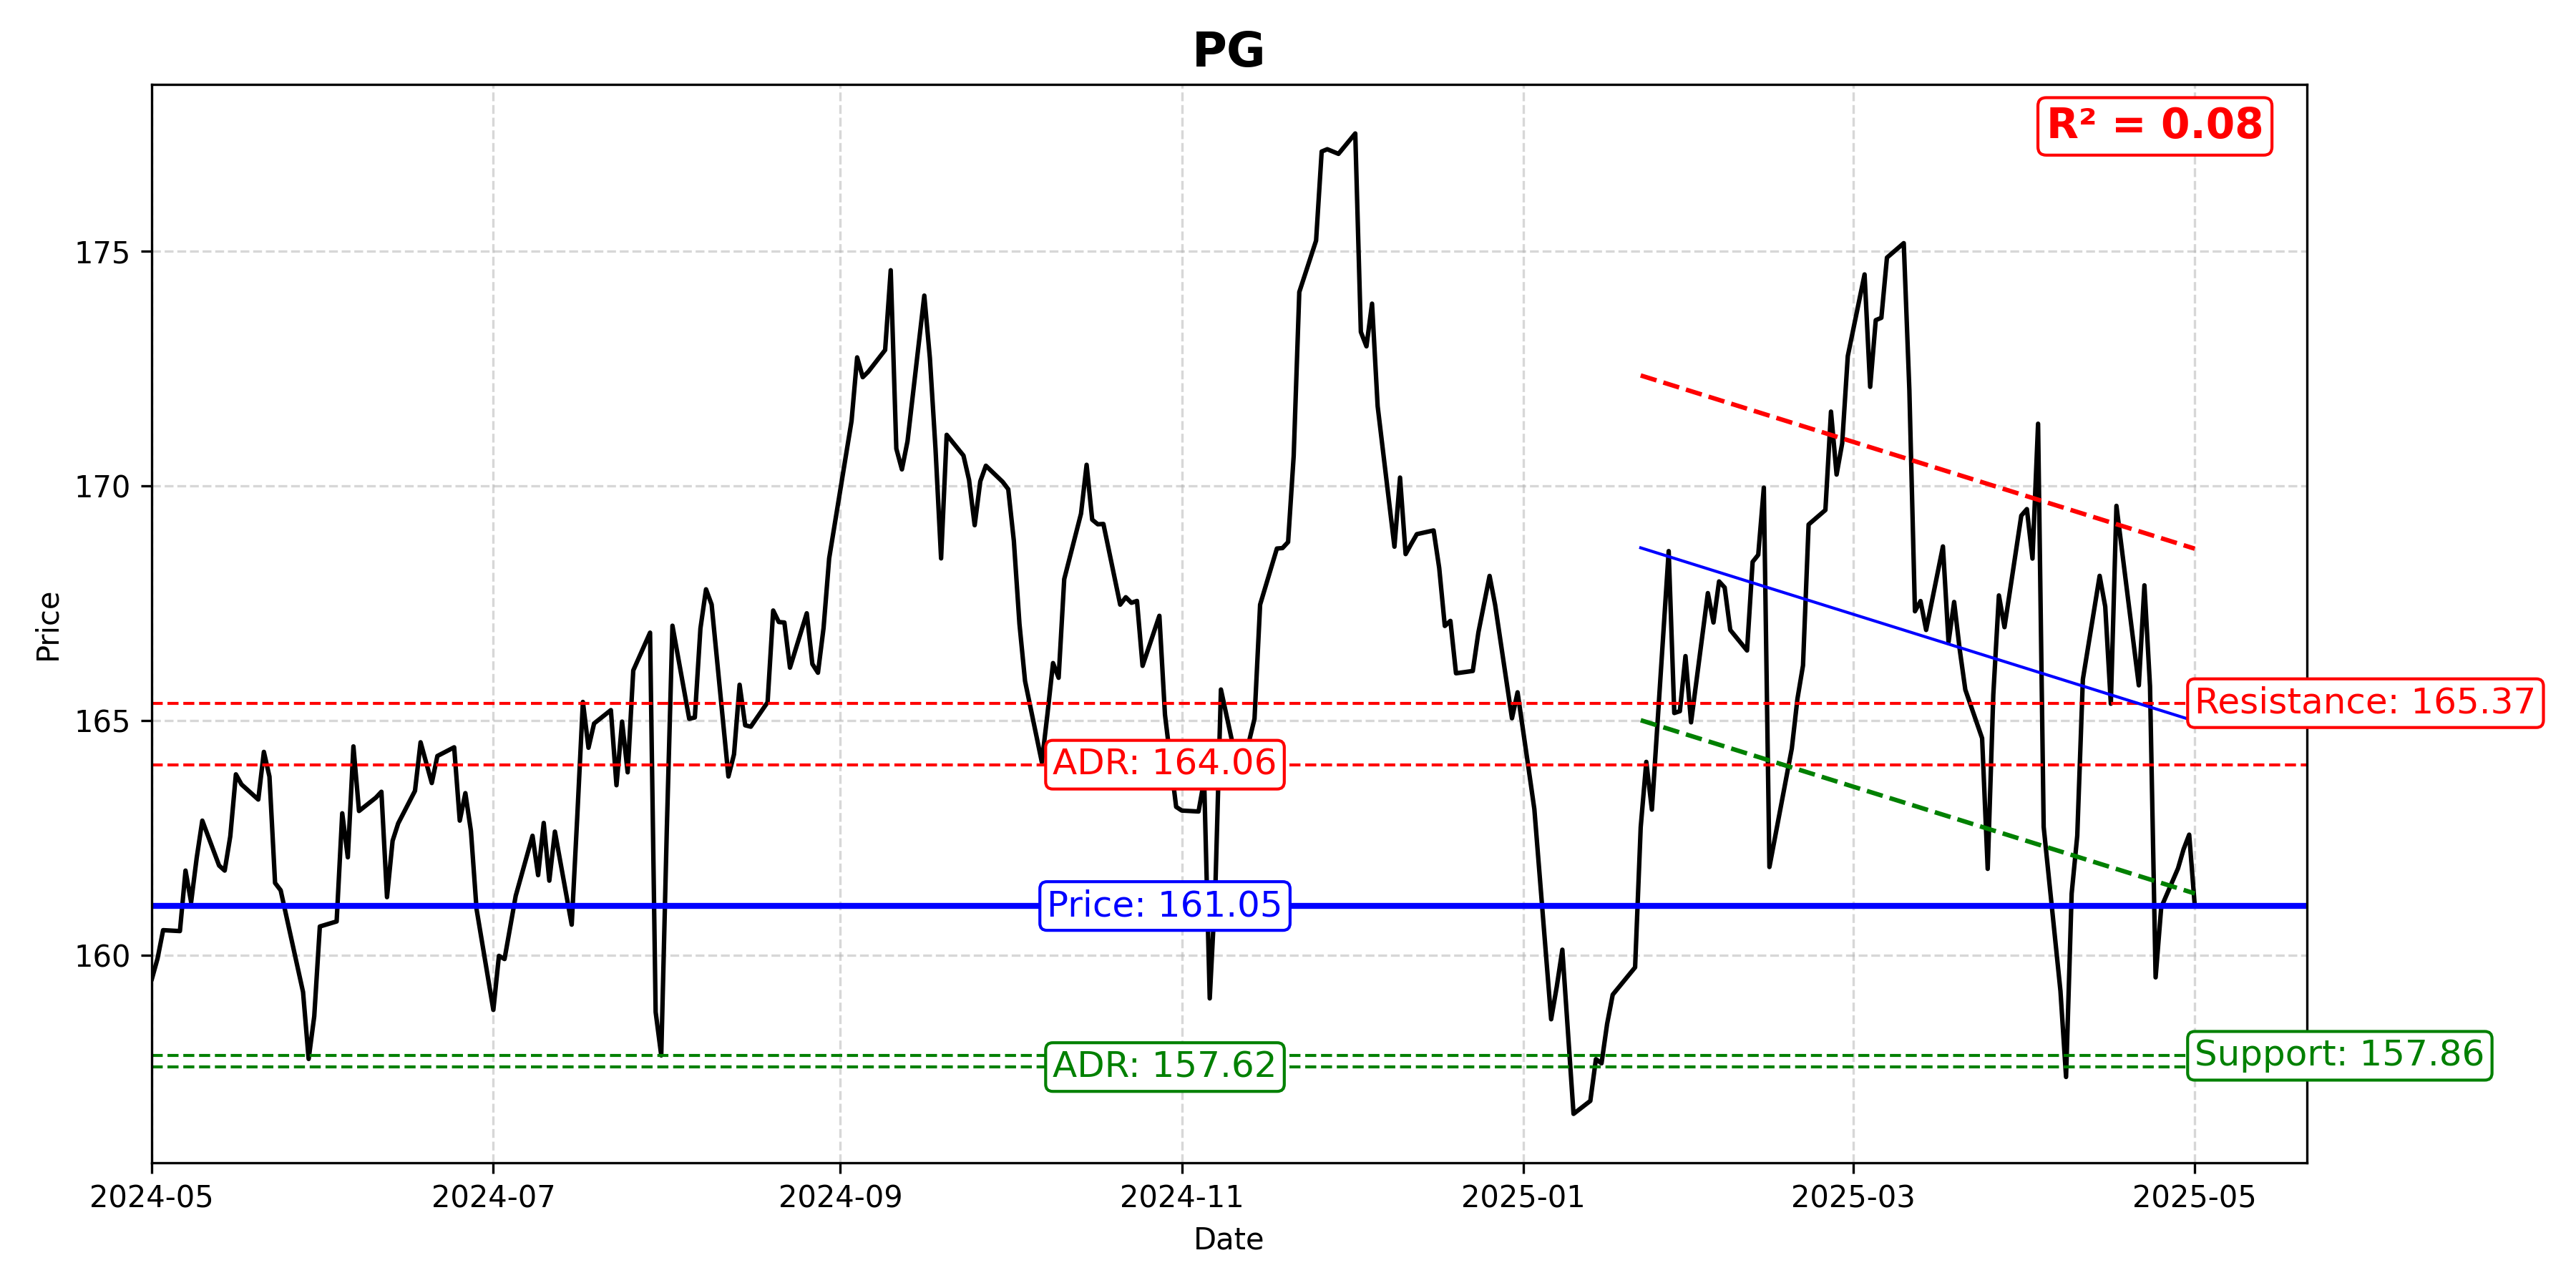 PG
R² = 0.08
175
170
165
160
Price
Resistance: 165.37
ADR: 164.06
Price: 161.05
Support: 157.86
ADR: 157.62
2024-05
2024-07
2024-09
2024-11
2025-01
2025-03
2025-05
Date